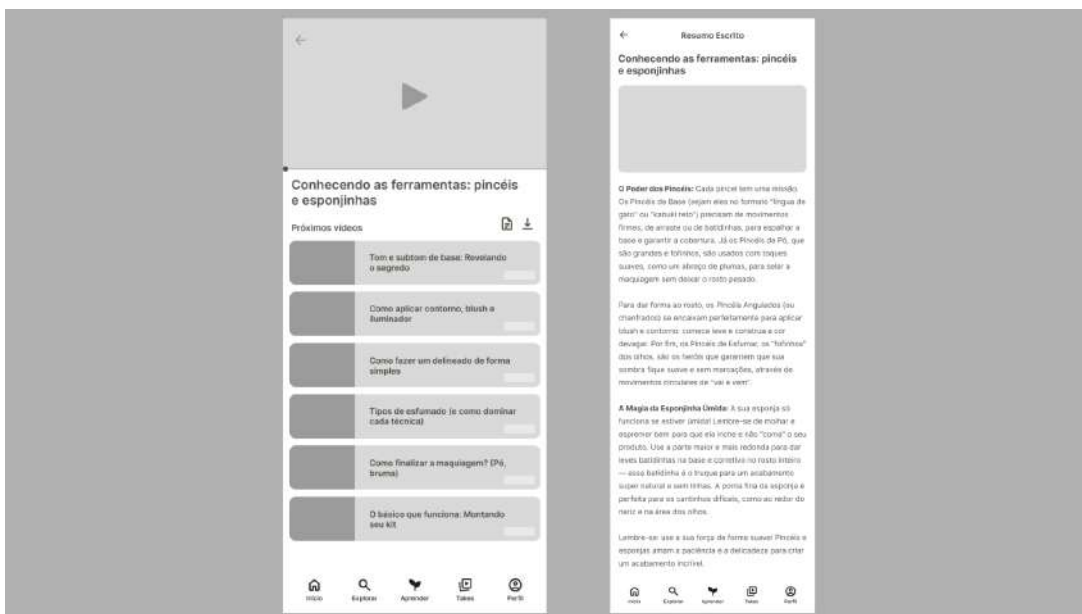 Conhecendo as ferramentas: pincéis
e esponjinhas
Próximos vídeos
Tom e subtom de base: Revelando
o segredo
Como aplicar contorno, blush e
iluminador
Como fazer um delineado de forma
simples
Tipos de esfumado (e como dominar
cada técnica)
Como finalizar a maquiagem? (Pó,
bruma)
O básico que funciona: Montando
seu kit
Início Explorar Aprender Takes Perfil
Resumo Escrito
Conhecendo as ferramentas: pincéis
e esponjinhas
O Poder dos Pincéis: Cada pincel tem uma missão.
Os Pincéis de Base (sejam eles no formato "língua de
gato" ou "kabuki reto") precisam de movimentos
firmes, de arraste ou de batidinhas, para espalhar a
base e garantir a cobertura. Já os Pincéis de Pó, que
são grandes e fofinhos, são usados com toques
suaves, como um abraço de plumas, para selar a
maquiagem sem deixar o rosto pesado.
Para dar forma ao rosto, os Pincéis Angulados (ou
chanfrados) se encaixam perfeitamente para aplicar
blush e contorno: comece leve e construa a cor
devagar. Por fim, os Pincéis de Esfumar, os "fofinhos"
dos olhos, são os heróis que garantem que sua
sombra fique suave e sem marcações, através de
movimentos circulares de "vai e vem".
A Magia da Esponjinha Úmida: A sua esponja só
funciona se estiver úmida! Lembre-se de molhar e
espremer bem para que ela inche e não "coma" o seu
produto. Use a parte maior e mais redonda para dar
leves batidinhas na base e corretivo no rosto inteiro
— essa batidinha é o truque para um acabamento
super natural e sem linhas. A ponta fina da esponja é
perfeita para os cantinhos difíceis, como ao redor do
nariz e na área dos olhos.
Lembre-se: use a sua força de forma suave! Pincéis e
esponjas amam a paciência e a delicadeza para criar
um acabamento incrível.
Início Explorar Aprender Takes Perfil